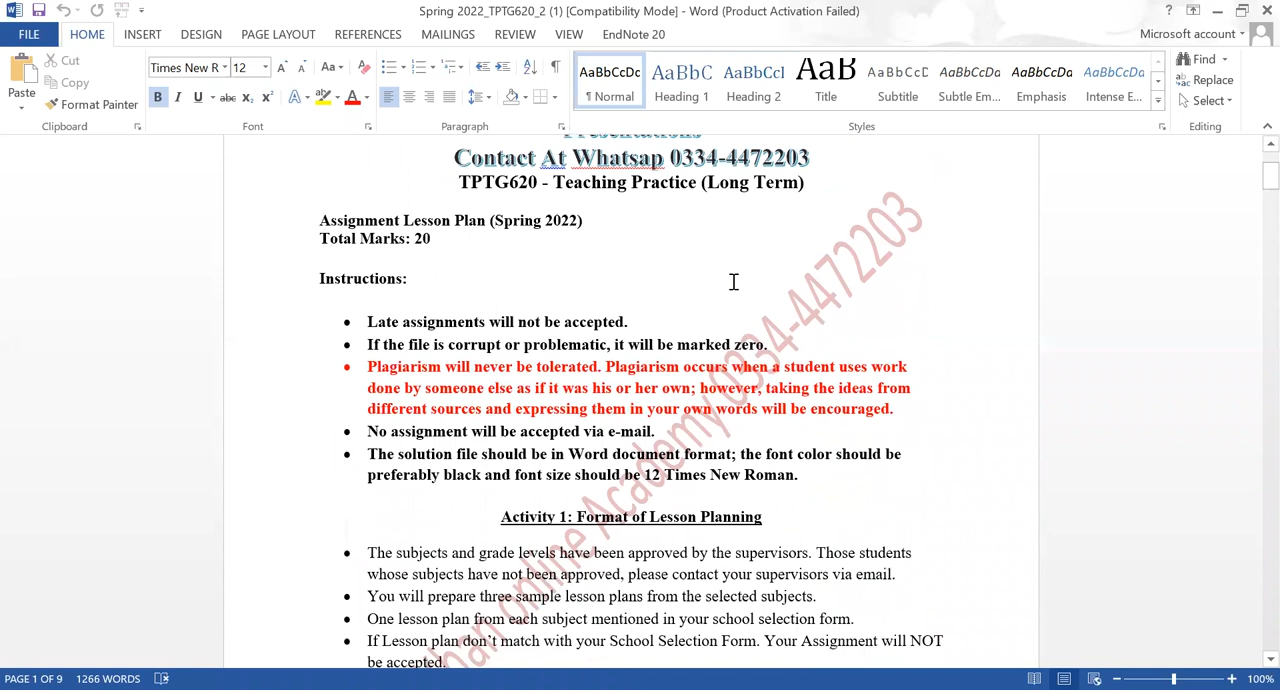 Spring 2022_TPTG620_2 (1) [Compatibility Mode] - Word (Product Activation Failed)
FILE HOME INSERT DESIGN PAGE LAYOUT REFERENCES MAILINGS REVIEW VIEW EndNote 20 Microsoft account
Paste Cut Copy Format Painter
Times New R 12
AaBbCcDc AaBbC AaBbCcI AaB AaBbCcD AaBbCcDa AaBbCcDa AaBbCcDa
¶ Normal Heading 1 Heading 2 Title Subtitle Subtle Em... Emphasis Intense E...
Find Replace Select
Clipboard Font Paragraph Styles Editing
Presentations
Contact At Whatsap 0334-4472203
TPTG620 - Teaching Practice (Long Term)
Assignment Lesson Plan (Spring 2022)
Total Marks: 20
Instructions:
• Late assignments will not be accepted.
• If the file is corrupt or problematic, it will be marked zero.
• Plagiarism will never be tolerated. Plagiarism occurs when a student uses work
done by someone else as if it was his or her own; however, taking the ideas from
different sources and expressing them in your own words will be encouraged.
• No assignment will be accepted via e-mail.
• The solution file should be in Word document format; the font color should be
preferably black and font size should be 12 Times New Roman.
Activity 1: Format of Lesson Planning
• The subjects and grade levels have been approved by the supervisors. Those students
whose subjects have not been approved, please contact your supervisors via email.
• You will prepare three sample lesson plans from the selected subjects.
• One lesson plan from each subject mentioned in your school selection form.
• If Lesson plan don't match with your School Selection Form. Your Assignment will NOT
be accepted.
online Academy 0334-4472203
PAGE 1 OF 9 1266 WORDS 100%